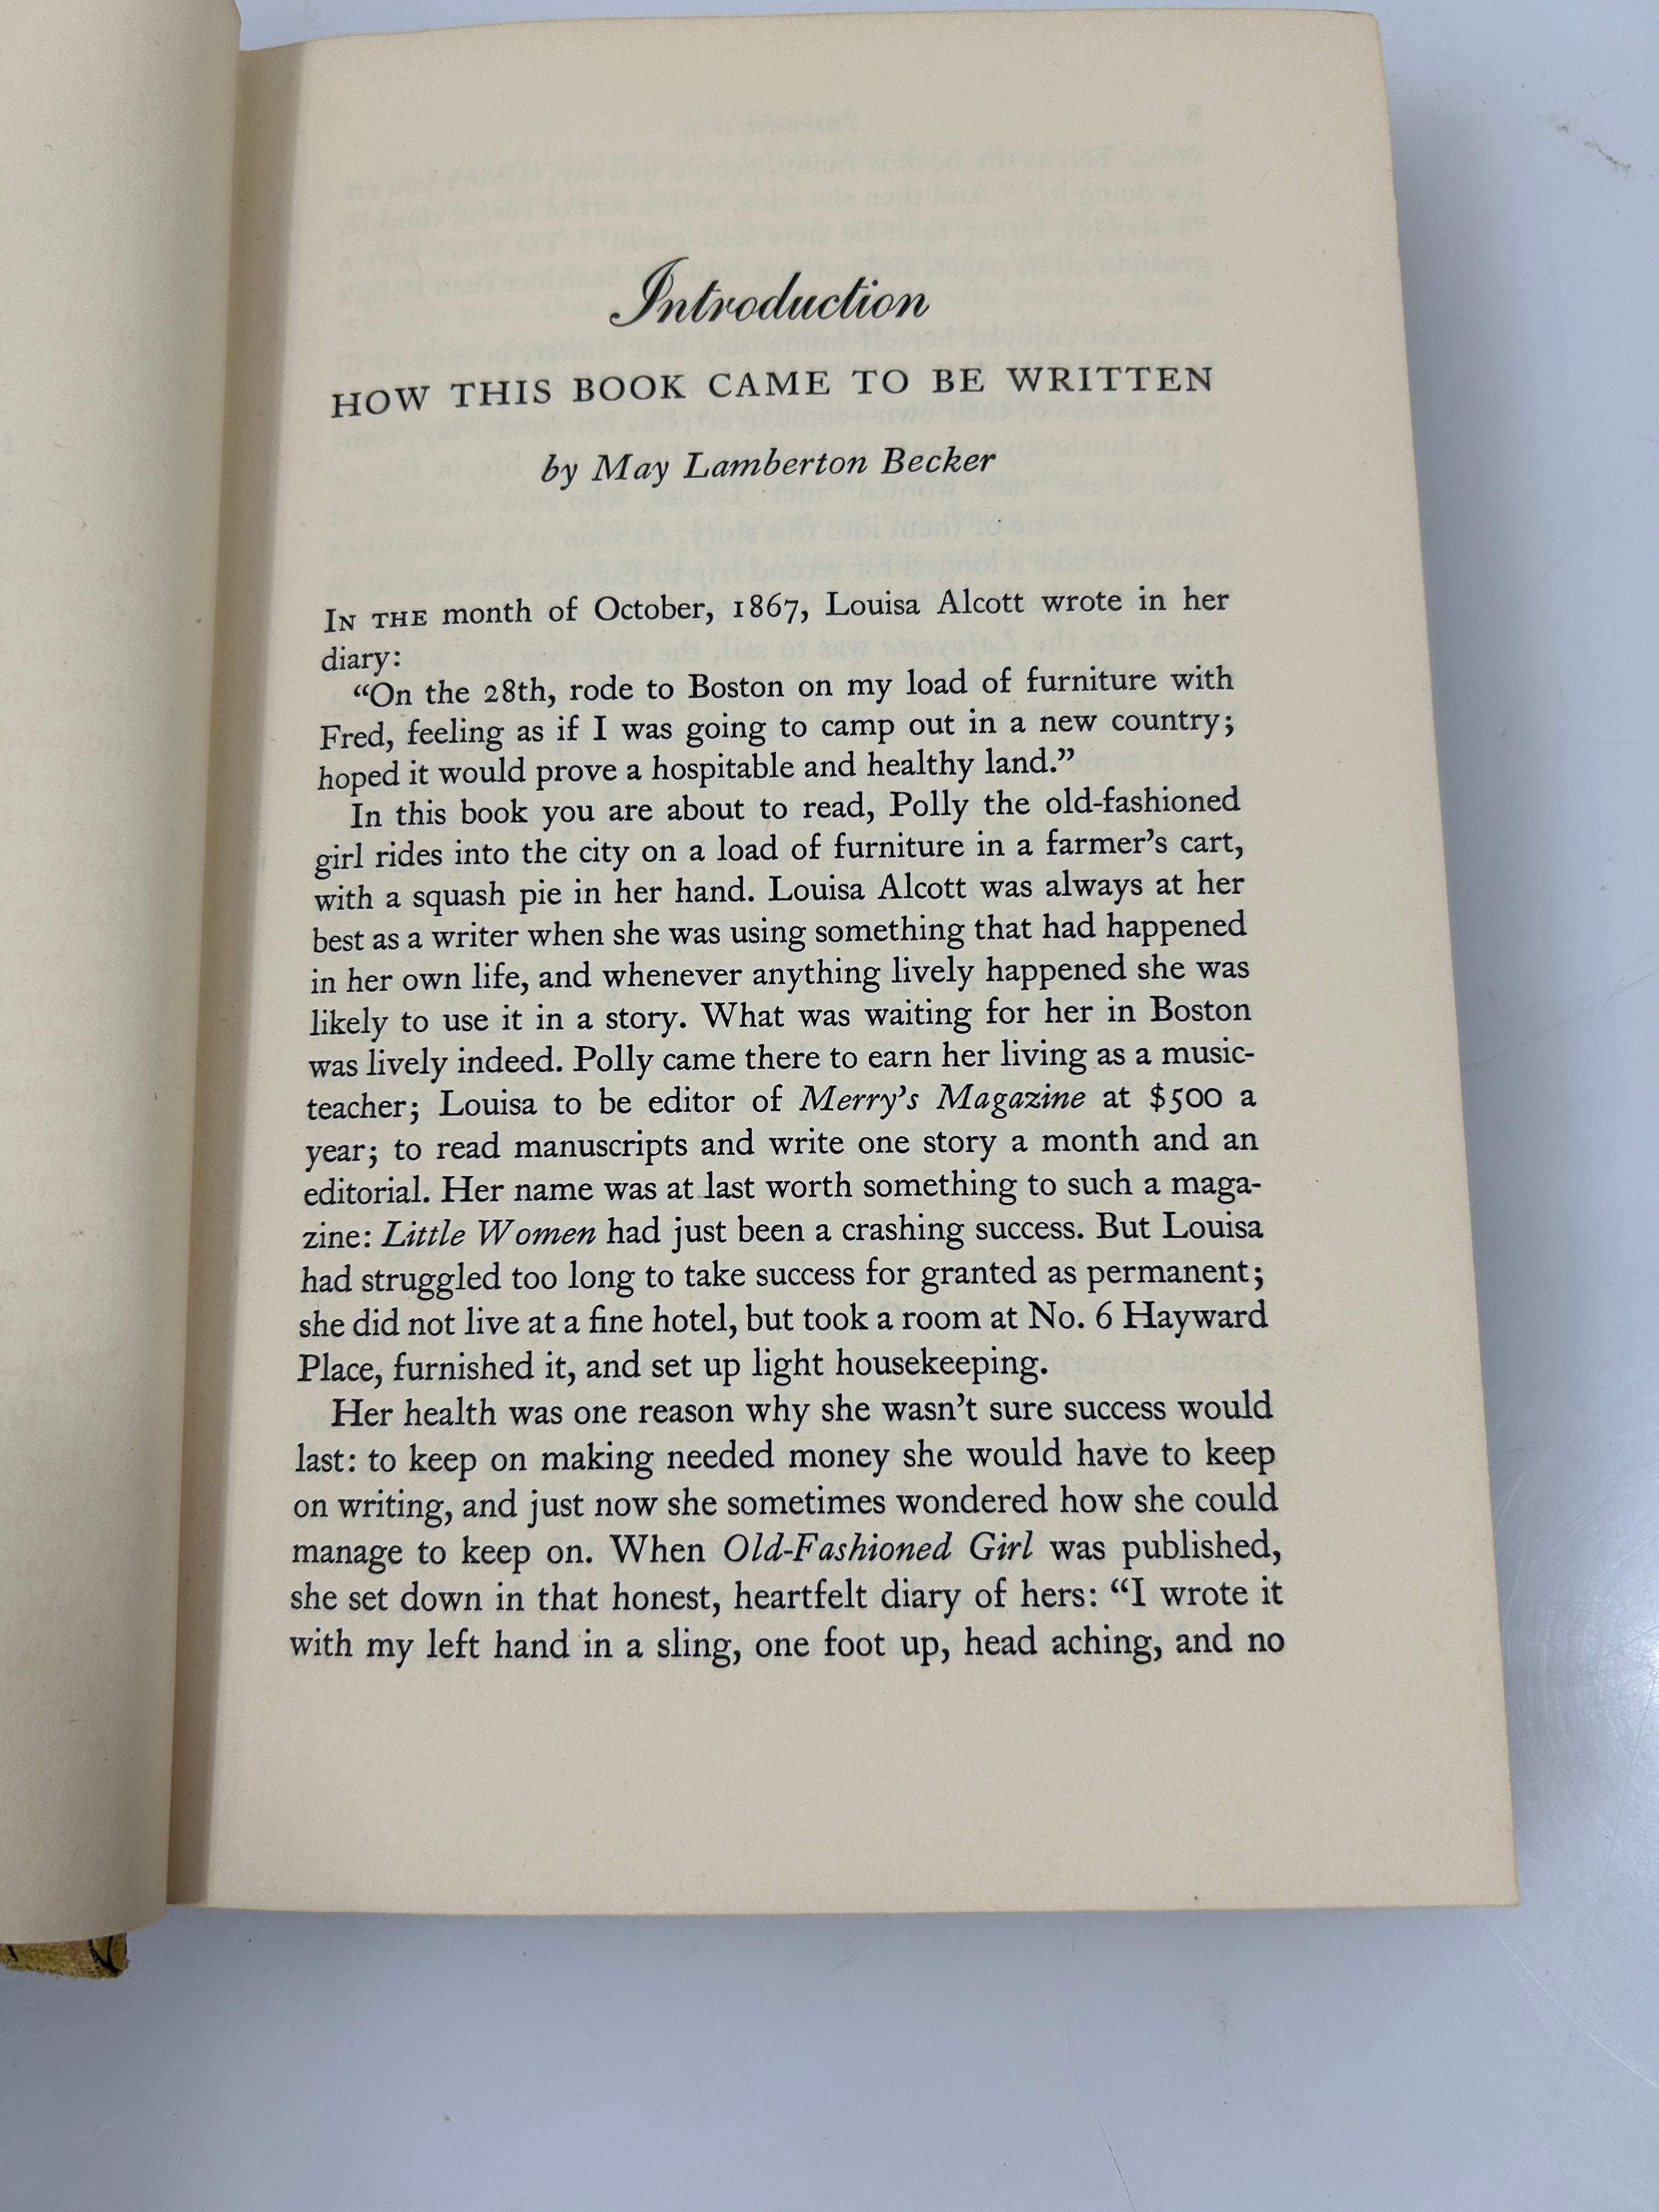 Introduction
HOW THIS BOOK CAME TO BE WRITTEN
by May Lamberton Becker
IN THE month of October, 1867, Louisa Alcott wrote in her
diary:
“On the 28th, rode to Boston on my load of furniture with
Fred, feeling as if I was going to camp out in a new country;
hoped it would prove a hospitable and healthy land.”
In this book you are about to read, Polly the old-fashioned
girl rides into the city on a load of furniture in a farmer’s cart,
with a squash pie in her hand. Louisa Alcott was always at her
best as a writer when she was using something that had happened
in her own life, and whenever anything lively happened she was
likely to use it in a story. What was waiting for her in Boston
was lively indeed. Polly came there to earn her living as a music-
teacher; Louisa to be editor of Merry’s Magazine at $500 a
year; to read manuscripts and write one story a month and an
editorial. Her name was at last worth something to such a maga-
zine: Little Women had just been a crashing success. But Louisa
had struggled too long to take success for granted as permanent;
she did not live at a fine hotel, but took a room at No. 6 Hayward
Place, furnished it, and set up light housekeeping.
Her health was one reason why she wasn’t sure success would
last: to keep on making needed money she would have to keep
on writing, and just now she sometimes wondered how she could
manage to keep on. When Old-Fashioned Girl was published,
she set down in that honest, heartfelt diary of hers: “I wrote it
with my left hand in a sling, one foot up, head aching, and no